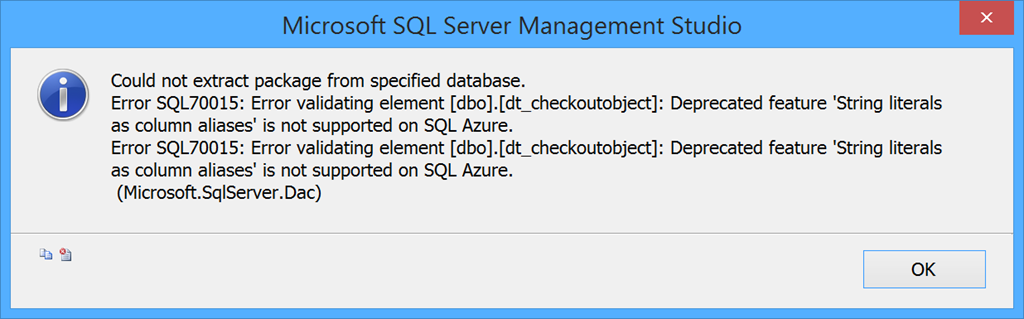 Microsoft SQL Server Management Studio
Could not extract package from specified database.
Error SQL70015: Error validating element [dbo].[dt_checkoutobject]: Deprecated feature 'String literals
as column aliases' is not supported on SQL Azure.
Error SQL70015: Error validating element [dbo].[dt_checkoutobject]: Deprecated feature 'String literals
as column aliases' is not supported on SQL Azure.
(Microsoft.SqlServer.Dac)
OK